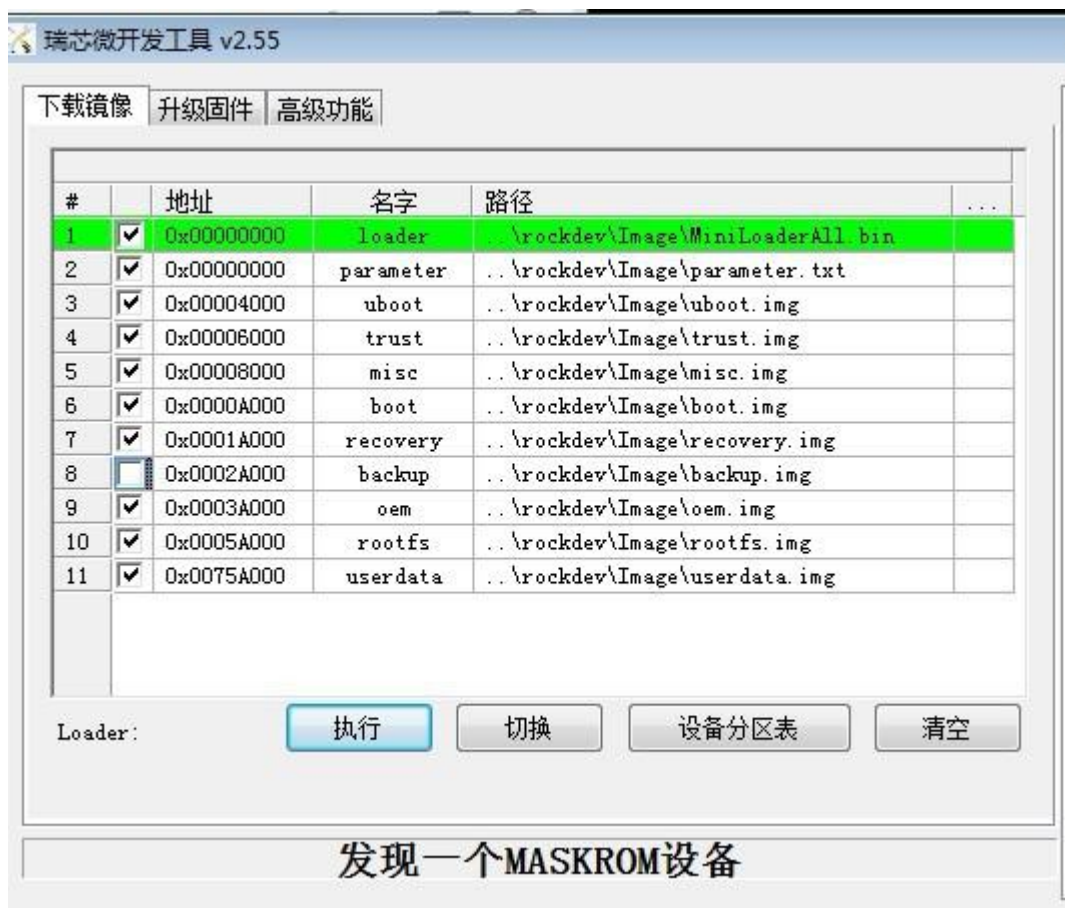 瑞芯微开发工具 v2.55
下载镜像 升级固件 高级功能
# 地址 名字 路径 ...
1 0x00000000 loader ..\rockdev\Image\MiniLoaderAll.bin
2 0x00000000 parameter ..\rockdev\Image\parameter.txt
3 0x00004000 uboot ..\rockdev\Image\uboot.img
4 0x00006000 trust ..\rockdev\Image\trust.img
5 0x00008000 misc ..\rockdev\Image\misc.img
6 0x0000A000 boot ..\rockdev\Image\boot.img
7 0x0001A000 recovery ..\rockdev\Image\recovery.img
8 0x0002A000 backup ..\rockdev\Image\backup.img
9 0x0003A000 oem ..\rockdev\Image\oem.img
10 0x0005A000 rootfs ..\rockdev\Image\rootfs.img
11 0x0075A000 userdata ..\rockdev\Image\userdata.img
Loader: 执行 切换 设备分区表 清空
发现一个MASKROM设备